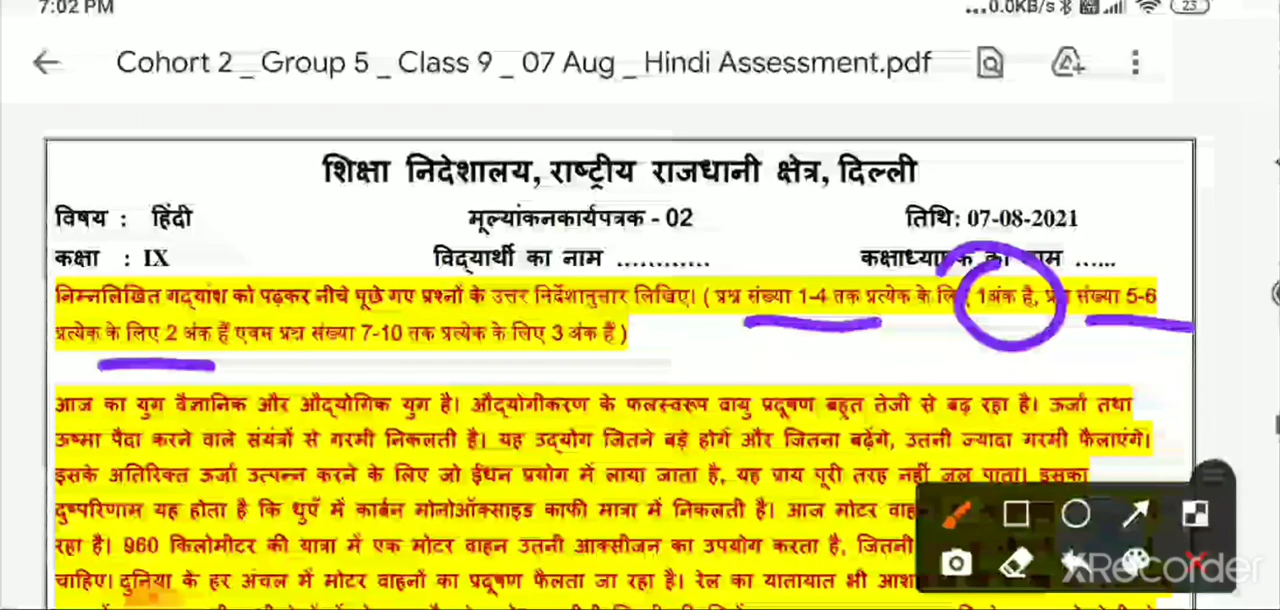 7:02 PM ...0.0KB/s 23
Cohort 2 _ Group 5 _ Class 9 _ 07 Aug _ Hindi Assessment.pdf
शिक्षा निदेशालय, राष्ट्रीय राजधानी क्षेत्र, दिल्ली
विषय : हिंदी मूल्यांकनकार्यपत्रक - 02 तिथि: 07-08-2021
कक्षा : IX विद्यार्थी का नाम ............ कक्षाध्यापक का नाम ......
निम्नलिखित गद्यांश को पढ़कर नीचे पूछे गए प्रश्नों के उत्तर निर्देशानुसार लिखिए। ( प्रश्न संख्या 1-4 तक प्रत्येक के लिए 1अंक है, प्रश्न संख्या 5-6
प्रत्येक के लिए 2 अंक हैं एवम प्रश्न संख्या 7-10 तक प्रत्येक के लिए 3 अंक हैं )
आज का युग वैज्ञानिक और औद्योगिक युग है। औद्योगीकरण के फलस्वरूप वायु प्रदूषण बहुत तेजी से बढ़ रहा है। ऊर्जा तथा
ऊष्मा पैदा करने वाले संयंत्रों से गरमी निकलती है। यह उद्योग जितने बड़े होगें और जितना बढ़ेंगे, उतनी ज्यादा गरमी फैलाएंगे।
इसके अतिरिक्त ऊर्जा उत्पन्न करने के लिए जो ईंधन प्रयोग में लाया जाता है, यह प्राय पूरी तरह नहीं जल पाता। इसका
दुष्परिणाम यह होता है कि धुएँ में कार्बन मोनोऑक्साइड काफी मात्रा में निकलती है। आज मोटर
रहा है। 960 किलोमीटर की यात्रा में एक मोटर वाहन उतनी आक्सीजन का उपयोग करता है, जितनी
चाहिए। दुनिया के हर अंचल में मोटर वाहनों का प्रदूषण फैलता जा रहा है। रेल का यातायात भी
XRecorder